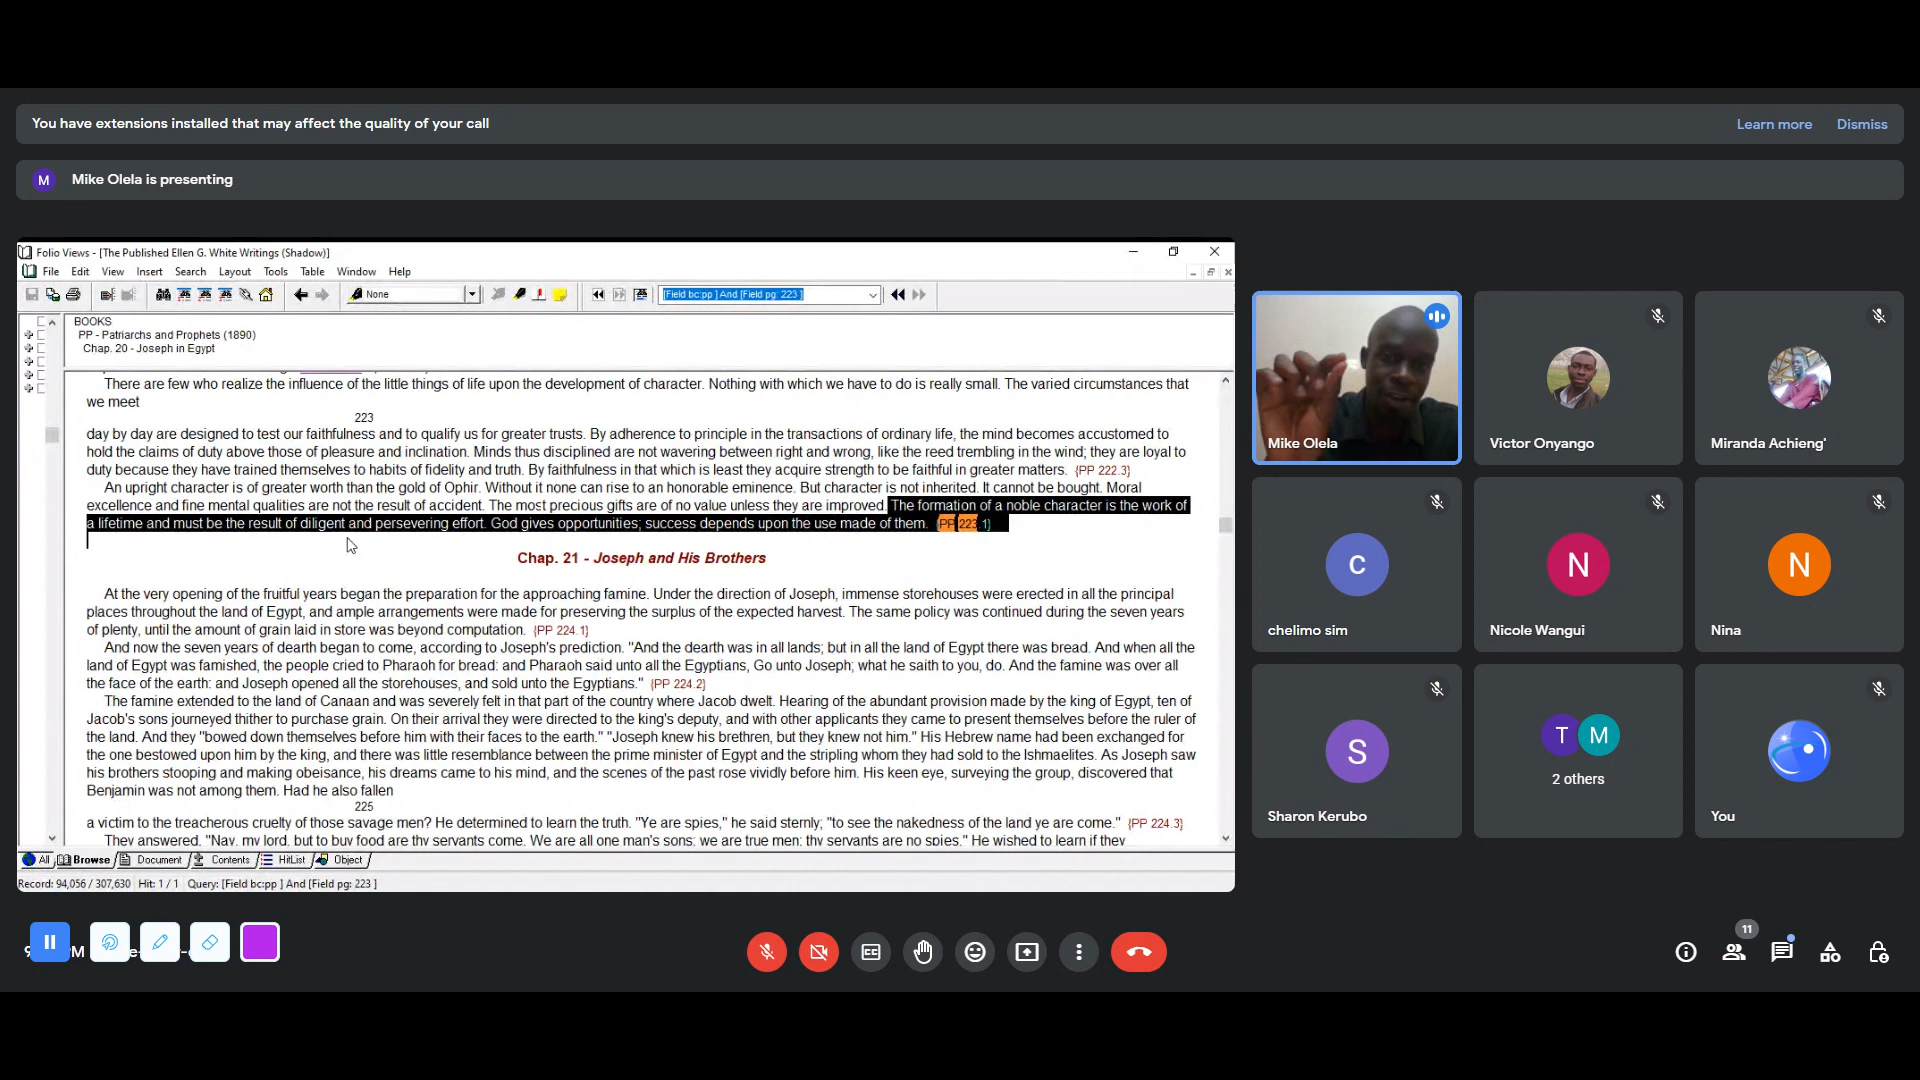 You have extensions installed that may affect the quality of your call
Learn more
Dismiss
M
Mike Olela is presenting
Folio Views - [The Published Ellen G. White Writings (Shadow)]
File Edit View Insert Search Layout Tools Table Window Help
None
[Field bc:pp ] And [Field pg: 223 ]
BOOKS
PP - Patriarchs and Prophets (1890)
Chap. 20 - Joseph in Egypt
There are few who realize the influence of the little things of life upon the development of character. Nothing with which we have to do is really small. The varied circumstances that
we meet
223
day by day are designed to test our faithfulness and to qualify us for greater trusts. By adherence to principle in the transactions of ordinary life, the mind becomes accustomed to
hold the claims of duty above those of pleasure and inclination. Minds thus disciplined are not wavering between right and wrong, like the reed trembling in the wind; they are loyal to
duty because they have trained themselves to habits of fidelity and truth. By faithfulness in that which is least they acquire strength to be faithful in greater matters. {PP 222.3}
An upright character is of greater worth than the gold of Ophir. Without it none can rise to an honorable eminence. But character is not inherited. It cannot be bought. Moral
excellence and fine mental qualities are not the result of accident. The most precious gifts are of no value unless they are improved. The formation of a noble character is the work of
a lifetime and must be the result of diligent and persevering effort. God gives opportunities; success depends upon the use made of them. {PP 223.1}
Chap. 21 - Joseph and His Brothers
At the very opening of the fruitful years began the preparation for the approaching famine. Under the direction of Joseph, immense storehouses were erected in all the principal
places throughout the land of Egypt, and ample arrangements were made for preserving the surplus of the expected harvest. The same policy was continued during the seven years
of plenty, until the amount of grain laid in store was beyond computation. {PP 224.1}
And now the seven years of dearth began to come, according to Joseph's prediction. "And the dearth was in all lands; but in all the land of Egypt there was bread. And when all the
land of Egypt was famished, the people cried to Pharaoh for bread: and Pharaoh said unto all the Egyptians, Go unto Joseph; what he saith to you, do. And the famine was over all
the face of the earth: and Joseph opened all the storehouses, and sold unto the Egyptians." {PP 224.2}
The famine extended to the land of Canaan and was severely felt in that part of the country where Jacob dwelt. Hearing of the abundant provision made by the king of Egypt, ten of
Jacob's sons journeyed thither to purchase grain. On their arrival they were directed to the king's deputy, and with other applicants they came to present themselves before the ruler of
the land. And they "bowed down themselves before him with their faces to the earth." "Joseph knew his brethren, but they knew not him." His Hebrew name had been exchanged for
the one bestowed upon him by the king, and there was little resemblance between the prime minister of Egypt and the stripling whom they had sold to the Ishmaelites. As Joseph saw
his brothers stooping and making obeisance, his dreams came to his mind, and the scenes of the past rose vividly before him. His keen eye, surveying the group, discovered that
Benjamin was not among them. Had he also fallen
225
a victim to the treacherous cruelty of those savage men? He determined to learn the truth. "Ye are spies," he said sternly; "to see the nakedness of the land ye are come." {PP 224.3}
They answered, "Nay, my lord, but to buy food are thy servants come. We are all one man's sons; we are true men; thy servants are no spies." He wished to learn if they
All Browse Document Contents HitList Object
Record: 94,056 / 307,630 Hit: 1 / 1 Query: [Field bc:pp ] And [Field pg: 223 ]
Mike Olela
Victor Onyango
Miranda Achieng'
c
chelimo sim
N
Nicole Wangui
N
Nina
S
Sharon Kerubo
T M
2 others
You
11